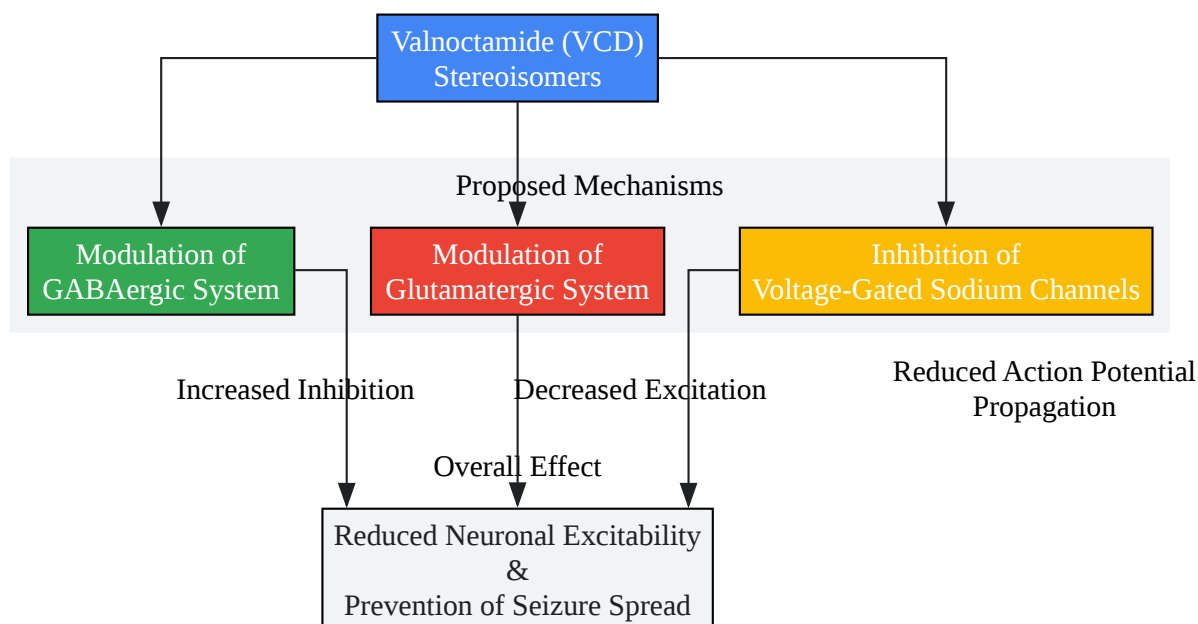 Valnoctamide (VCD)
Stereoisomers
Proposed Mechanisms
Modulation of
GABAergic System
Modulation of
Glutamatergic System
Inhibition of
Voltage-Gated Sodium Channels
Increased Inhibition
Decreased Excitation
Reduced Action Potential
Propagation
Overall Effect
Reduced Neuronal Excitability
&
Prevention of Seizure Spread